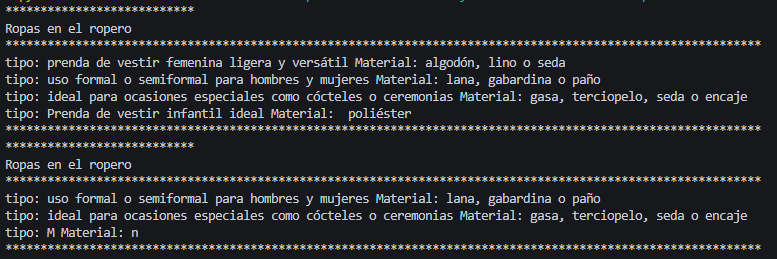 ***************************
Ropas en el ropero
************************************************************************************************************
tipo: prenda de vestir femenina ligera y versátil Material: algodón, lino o seda
tipo: uso formal o semiformal para hombres y mujeres Material: lana, gabardina o paño
tipo: ideal para ocasiones especiales como cócteles o ceremonias Material: gasa, terciopelo, seda o encaje
tipo: Prenda de vestir infantil ideal Material:  poliéster
************************************************************************************************************
***************************
Ropas en el ropero
************************************************************************************************************
tipo: uso formal o semiformal para hombres y mujeres Material: lana, gabardina o paño
tipo: ideal para ocasiones especiales como cócteles o ceremonias Material: gasa, terciopelo, seda o encaje
tipo: M Material: n
************************************************************************************************************